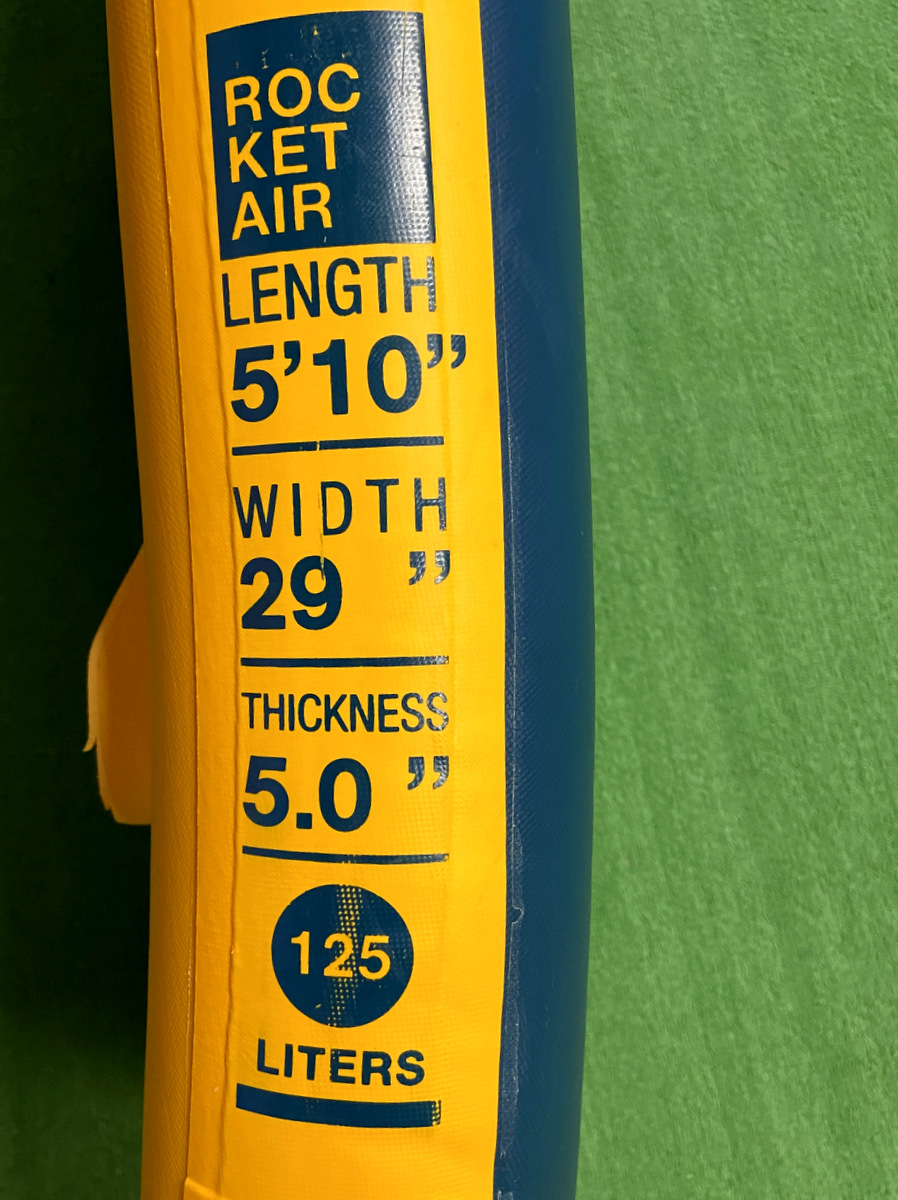 ROC
KET
AIR
LENGTH
5’10”
WIDTH
29 ”
THICKNESS
5.0 ”
125
LITERS